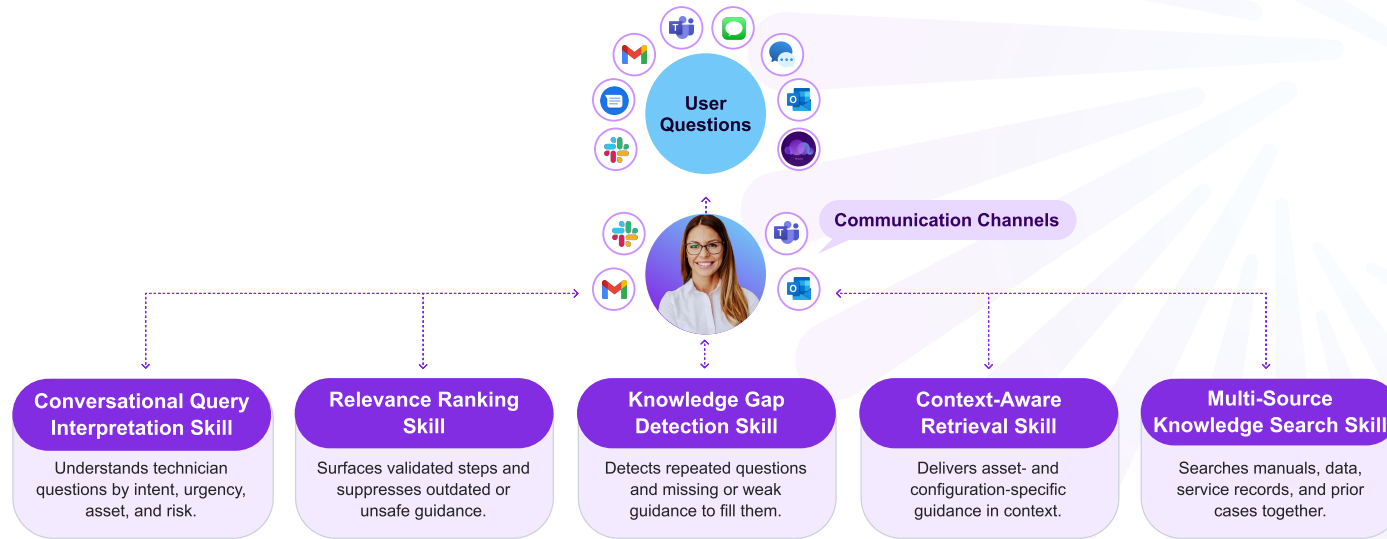 User
Questions
Communication Channels
Conversational Query
Interpretation Skill
Understands technician
questions by intent, urgency,
asset, and risk.
Relevance Ranking
Skill
Surfaces validated steps and
suppresses outdated or
unsafe guidance.
Knowledge Gap
Detection Skill
Detects repeated questions
and missing or weak
guidance to fill them.
Context-Aware
Retrieval Skill
Delivers asset- and
configuration-specific
guidance in context.
Multi-Source
Knowledge Search Skill
Searches manuals, data,
service records, and prior
cases together.